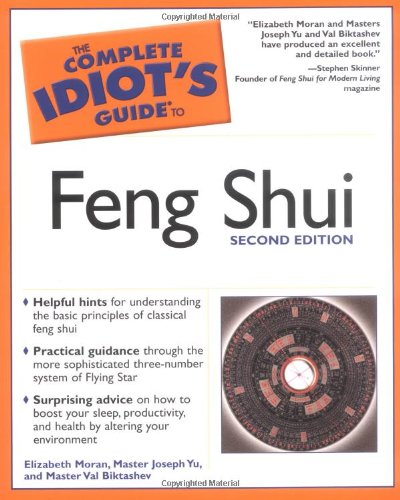 Copyrighted Material
THE
COMPLETE
IDIOT'S
GUIDE® TO
"Elizabeth Moran and Masters
Joseph Yu and Val Biktashev
have produced an excellent
and detailed book."
—Stephen Skinner
Founder of Feng Shui for Modern Living
magazine
Feng Shui
SECOND EDITION
Helpful hints for understanding
the basic principles of classical
feng shui
Practical guidance through the
more sophisticated three-number
system of Flying Star
Surprising advice on how to
boost your sleep, productivity,
and health by altering your
environment
Elizabeth Moran, Master Joseph Yu,
and Master Val Biktashev
Copyrighted Material